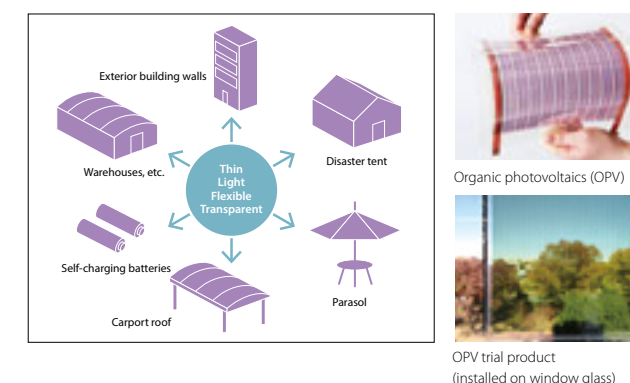 Exterior building walls
Warehouses, etc.
Disaster tent
Thin
Light
Flexible
Transparent
Self-charging batteries
Parasol
Carport roof
Organic photovoltaics (OPV)
OPV trial product
(installed on window glass)